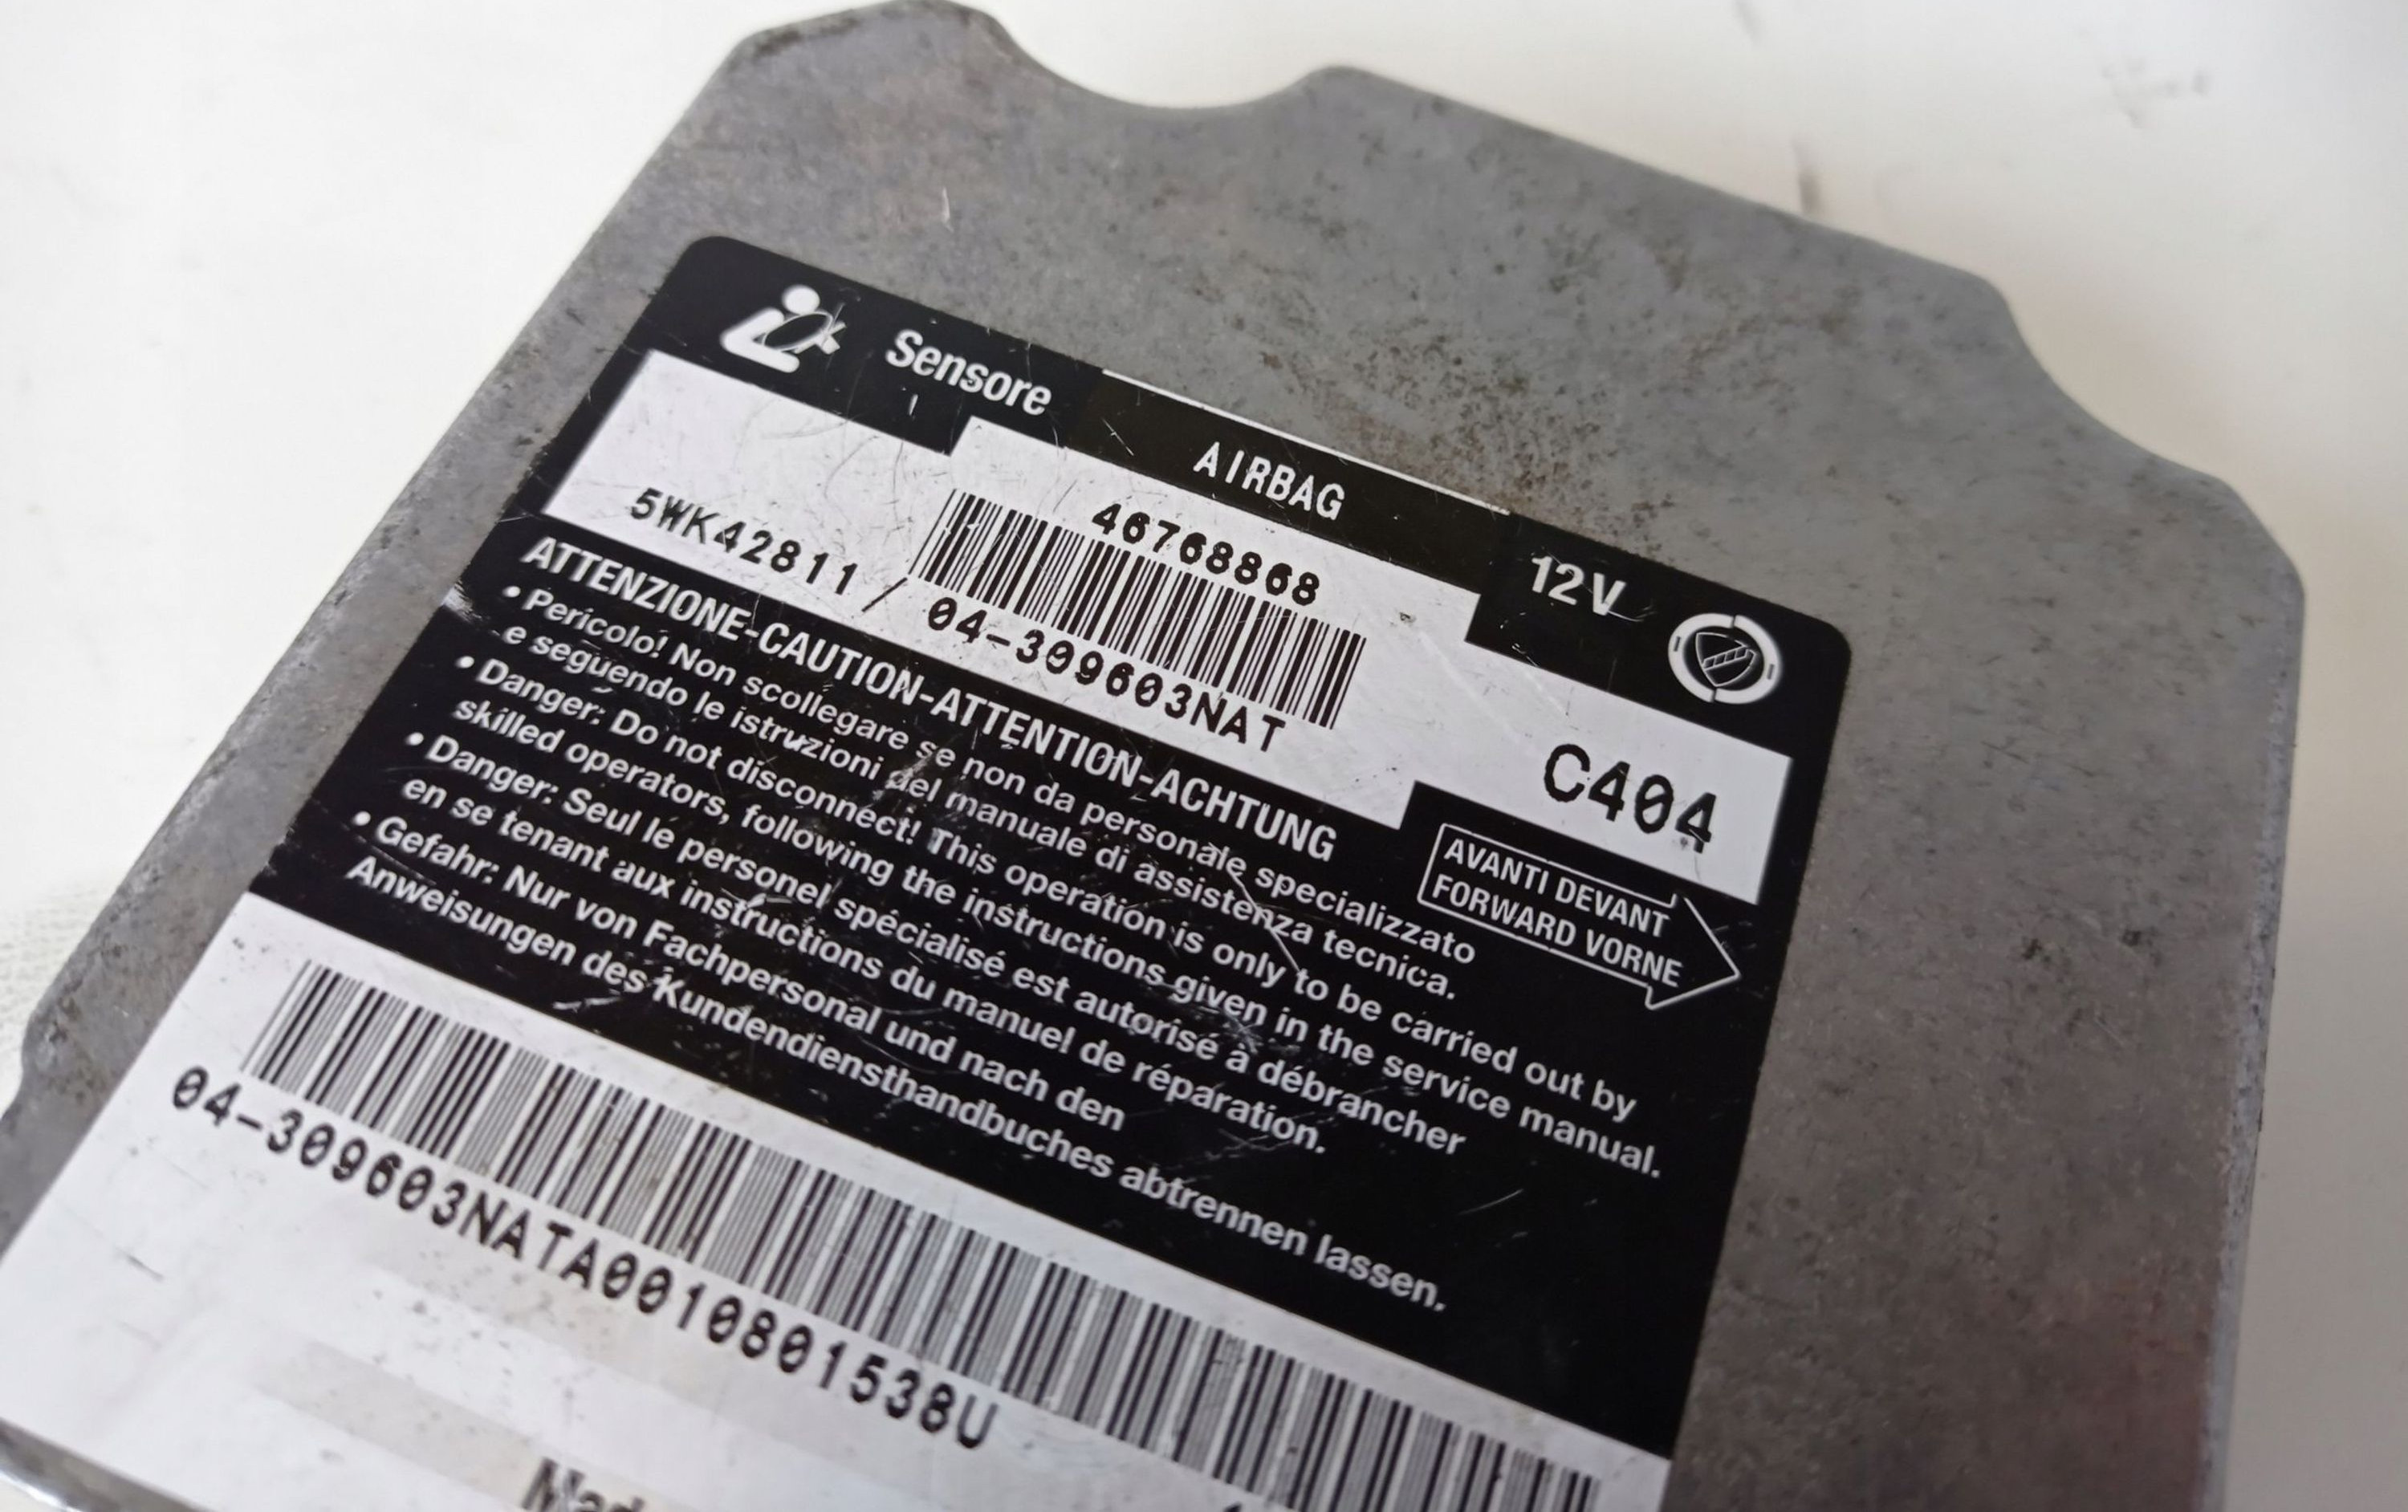 Sensore
AIRBAG
12V
46768868
5WK42811 / 04-309603NAT
C404
ATTENZIONE-CAUTION-ATTENTION-ACHTUNG
AVANTI DEVANT
FORWARD VORNE
• Pericolo! Non scollegare se non da personale specializzato
e seguendo le istruzioni del manuale di assistenza tecnica.
• Danger: Do not disconnect! This operation is only to be carried out by
skilled operators, following the instructions given in the service manual.
• Danger: Seul le personel spécialisé est autorisé à débrancher
en se tenant aux instructions du manuel de réparation.
• Gefahr: Nur von Fachpersonal und nach den
Anweisungen des Kundendiensthandbuches abtrennen lassen.
04-309603NATA0010801538U